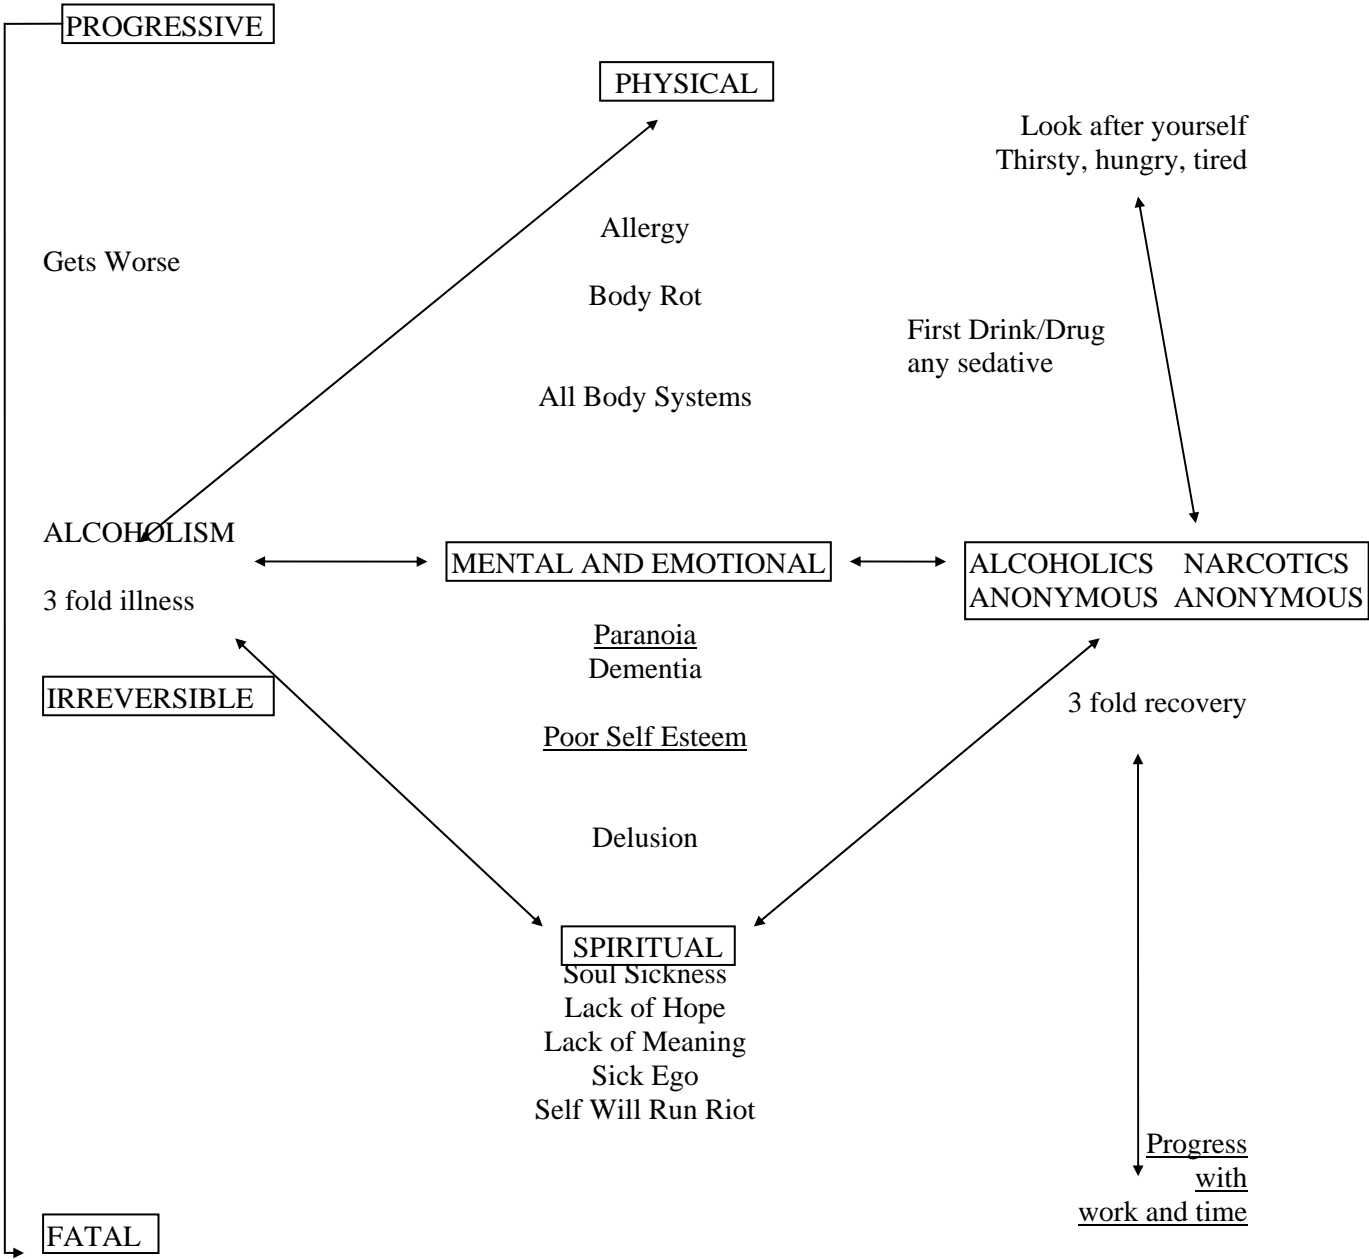 PROGRESSIVE
PHYSICAL
Look after yourself
Thirsty, hungry, tired
Allergy
Gets Worse
Body Rot
First Drink/Drug
any sedative
All Body Systems
ALCOHOLISM
MENTAL AND EMOTIONAL
ALCOHOLICS NARCOTICS
ANONYMOUS ANONYMOUS
3 fold illness
Paranoia
Dementia
IRREVERSIBLE
3 fold recovery
Poor Self Esteem
Delusion
SPIRITUAL
Soul Sickness
Lack of Hope
Lack of Meaning
Sick Ego
Self Will Run Riot
Progress
with
work and time
FATAL